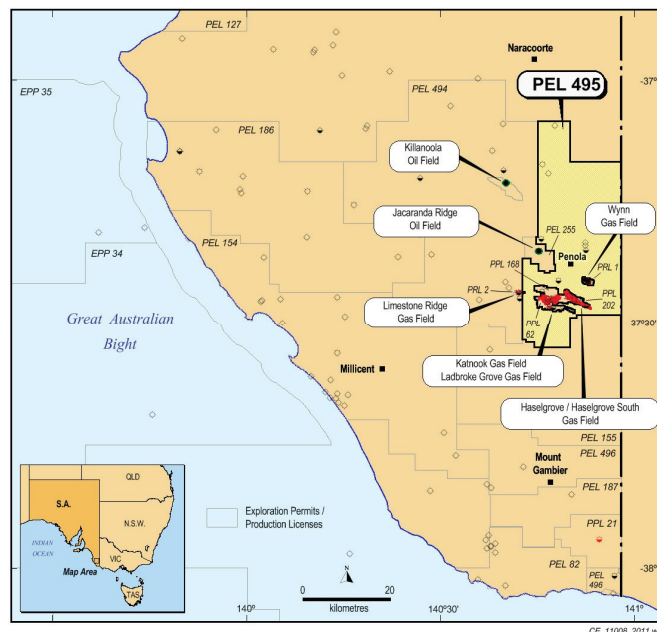 PEL 127
Naracoorte
-37°
PEL 495
EPP 35
PEL 494
PEL 186
Killanoola
Oil Field
Wynn
Gas Field
Jacaranda Ridge
Oil Field
PEL 255
PEL 154
EPP 34
Penola
PPL 168
PRL 1
PRL 2
PPL
202
Limestone Ridge
Gas Field
PPL
62
37°30
Great Australian
Bight
Katnook Gas Field
Ladbroke Grove Gas Field
Millicent
Haselgrove / Haselgrove South
Gas Field
PEL 155
PEL 496
Mount
Gambier
QLD
S.A.
PEL 187
N.S.W.
Exploration Permits /
Production Licenses
PPL 21
INDIAN
OCEAN
VIC
PEL 82
-38°
Map Area
N
TAS
PEL
496
0
20
kilometres
140°
140°30
141°
CE_11008_2011.w